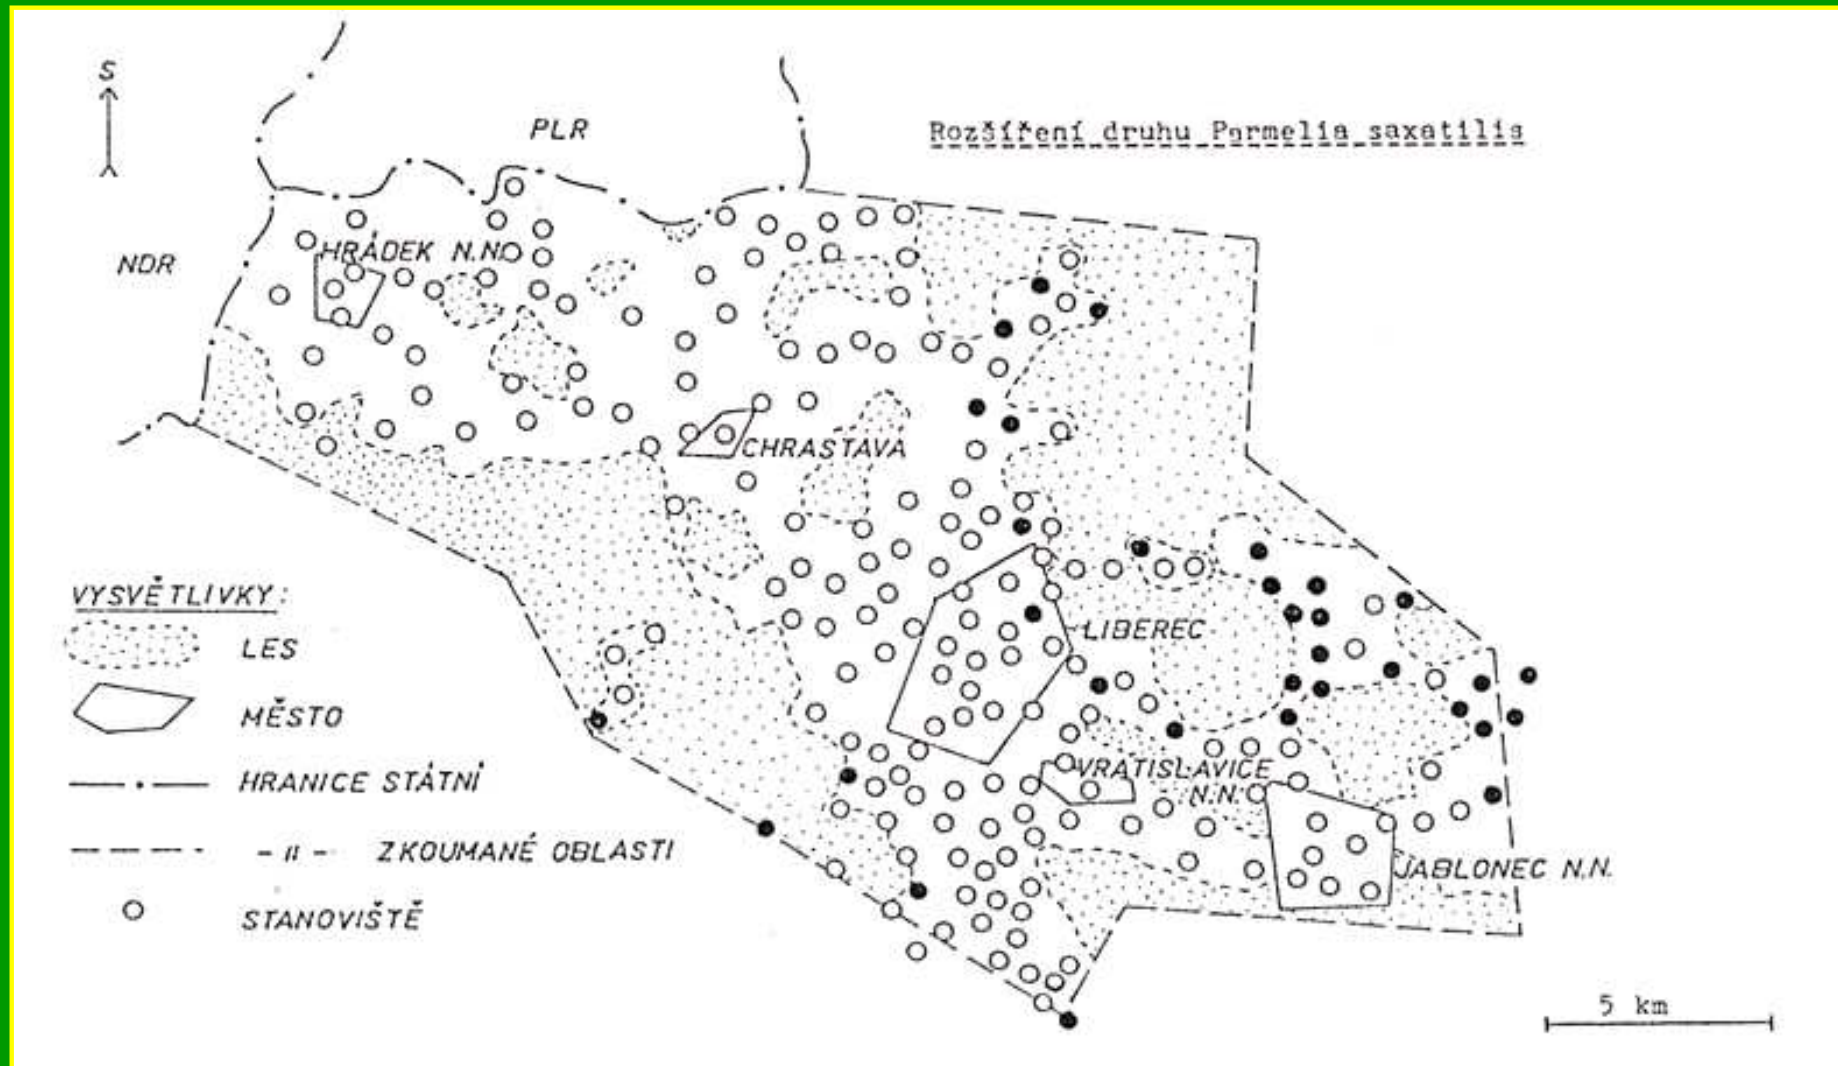 S
PLR
Rozšíření druhu Parmelia saxatilis
NDR
HRÁDEK N.N.
CHRASTAVA
VYSVĚTLIVKY:
LES
LIBEREC
MĚSTO
HRANICE STÁTNÍ
VRATISLAVICE
N.N.
-"- ZKOUMANÉ OBLASTI
JABLONEC N.N.
STANOVIŠTĚ
5 km